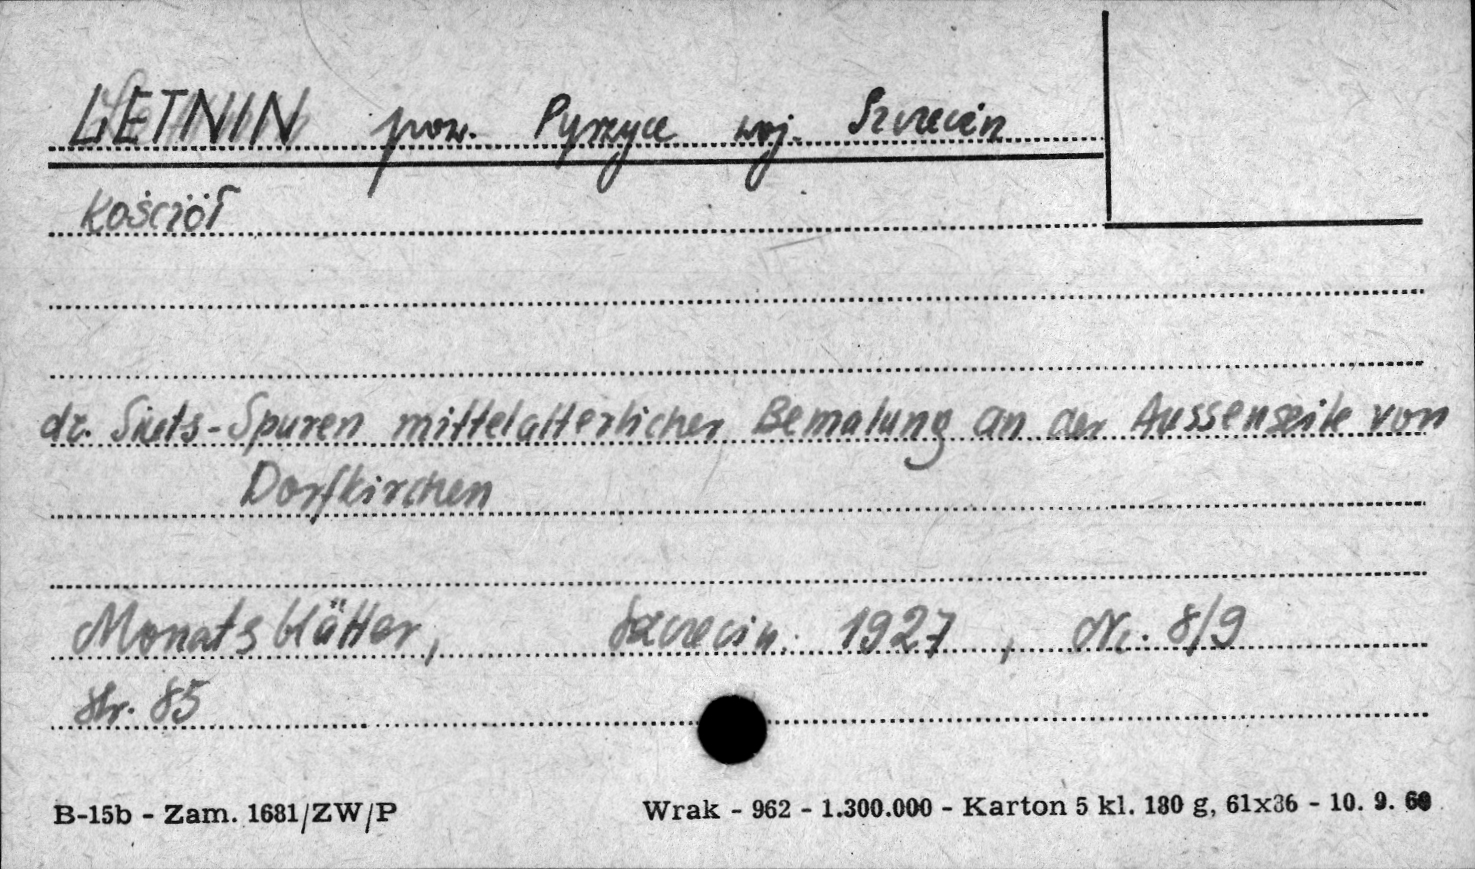 LETNIN pow. Pyrzyce woj. Szczecin
Kościół
dr. Siuts - Spuren mittelalterlicher Bemalung an der Aussenseite von
Dorfkirchen
Monatsblätter, Szczecin. 1927, Nr. 8/9
str. 85
B-15b - Zam. 1681/ZW/P
Wrak - 962 - 1.300.000 - Karton 5 kl. 180 g, 61x86 - 10. 9. 60